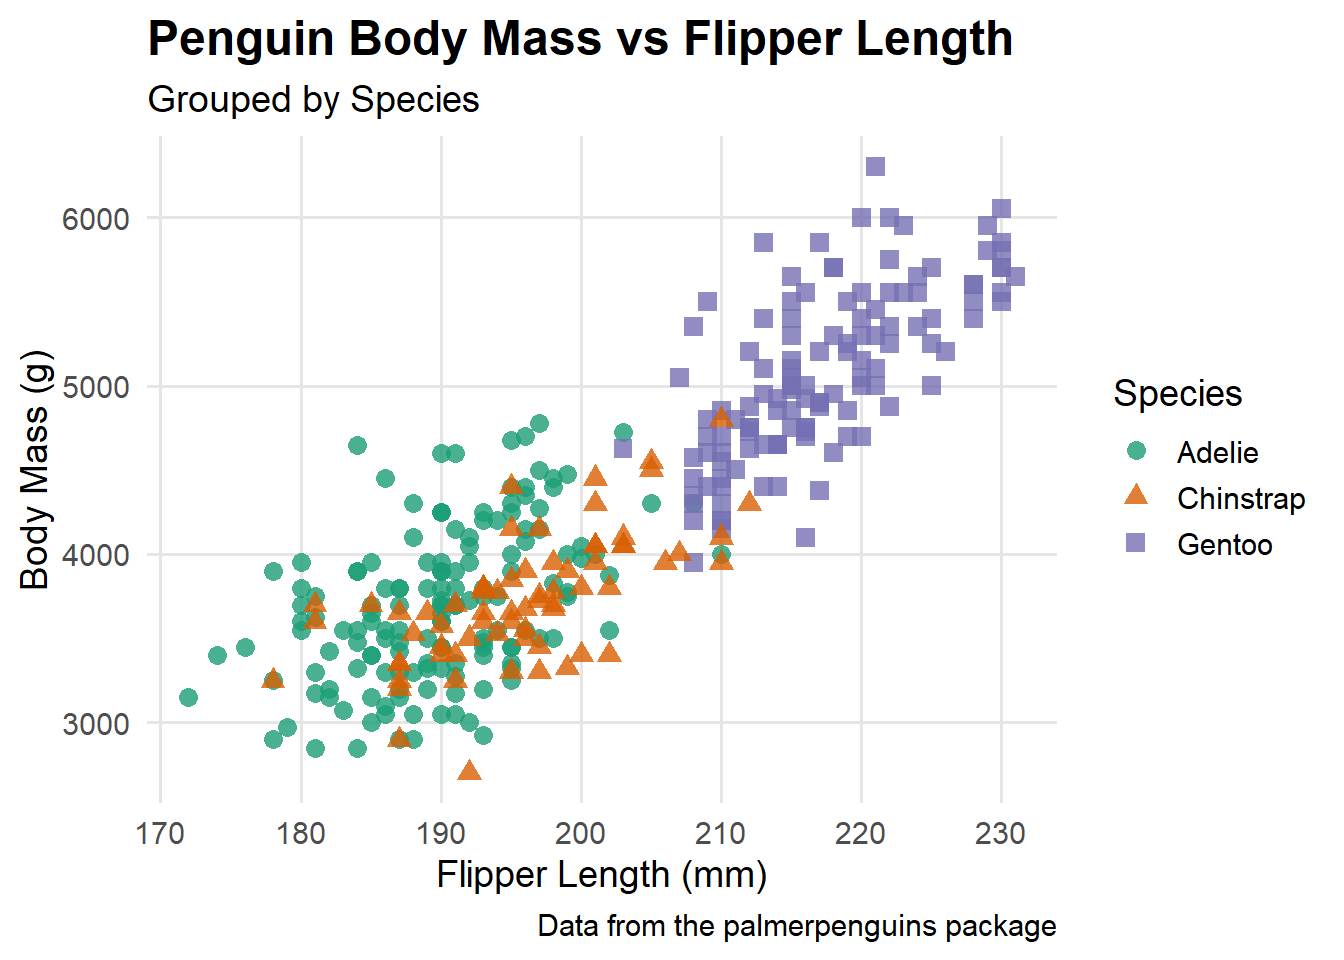 Penguin Body Mass vs Flipper Length
Grouped by Species
Body Mass (g)
6000
5000
4000
3000
170 180 190 200 210 220 230
Flipper Length (mm)
Species
Adelie
Chinstrap
Gentoo
Data from the palmerpenguins package